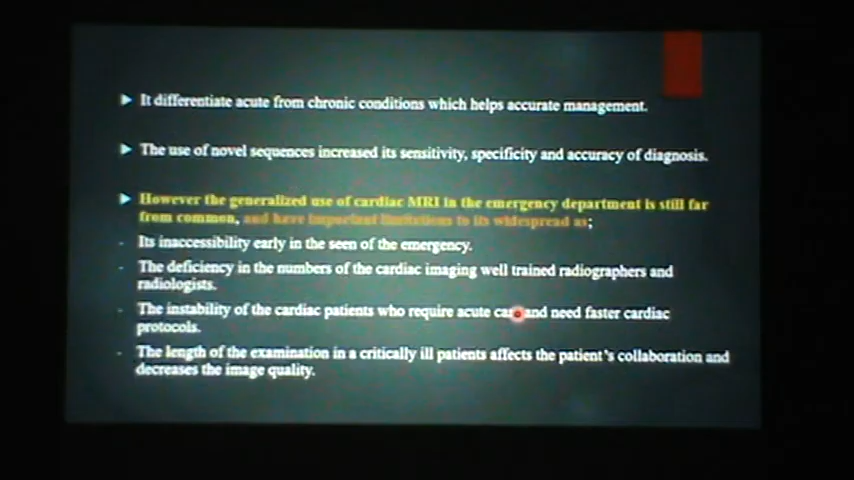 It differentiate acute from chronic conditions which helps accurate management.
The use of novel sequences increased its sensitivity, specificity and accuracy of diagnosis.
However the generalized use of cardiac MRI in the emergency department is still far
from common, and have important limitations to its widespread as;
- Its inaccessibility early in the seen of the emergency.
- The deficiency in the numbers of the cardiac imaging well trained radiographers and
radiologists.
- The instability of the cardiac patients who require acute and need faster cardiac
protocols.
- The length of the examination in a critically ill patients affects the patient's collaboration and
decreases the image quality.